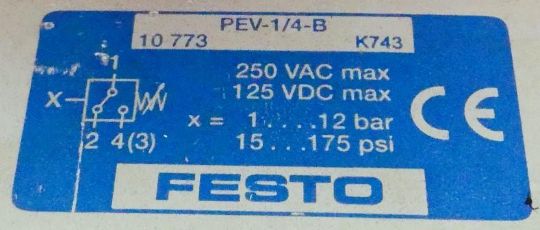 PEV-1/4-B
10 773 K743
1
X
2 4(3)
250 VAC max
125 VDC max
x = 1....12 bar
15...175 psi
CE
FESTO